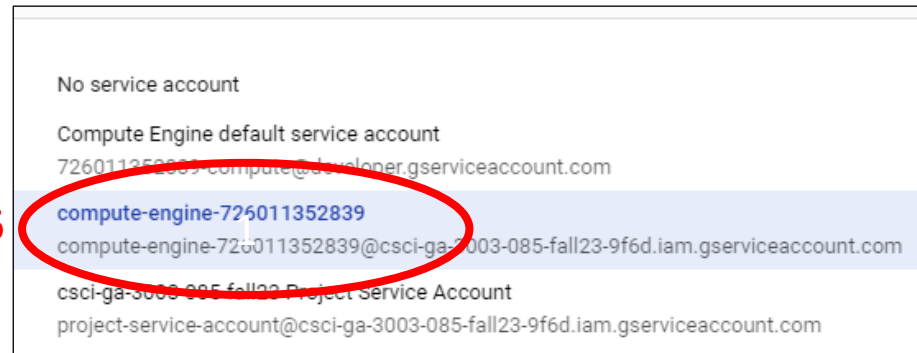 No service account
Compute Engine default service account
726011352839-compute@developer.gserviceaccount.com
compute-engine-726011352839
1
compute-engine-726011352839@csci-ga-3003-085-fall23-9f6d.iam.gserviceaccount.com
csci-ga-3003-085-fall23 Project Service Account
project-service-account@csci-ga-3003-085-fall23-9f6d.iam.gserviceaccount.com